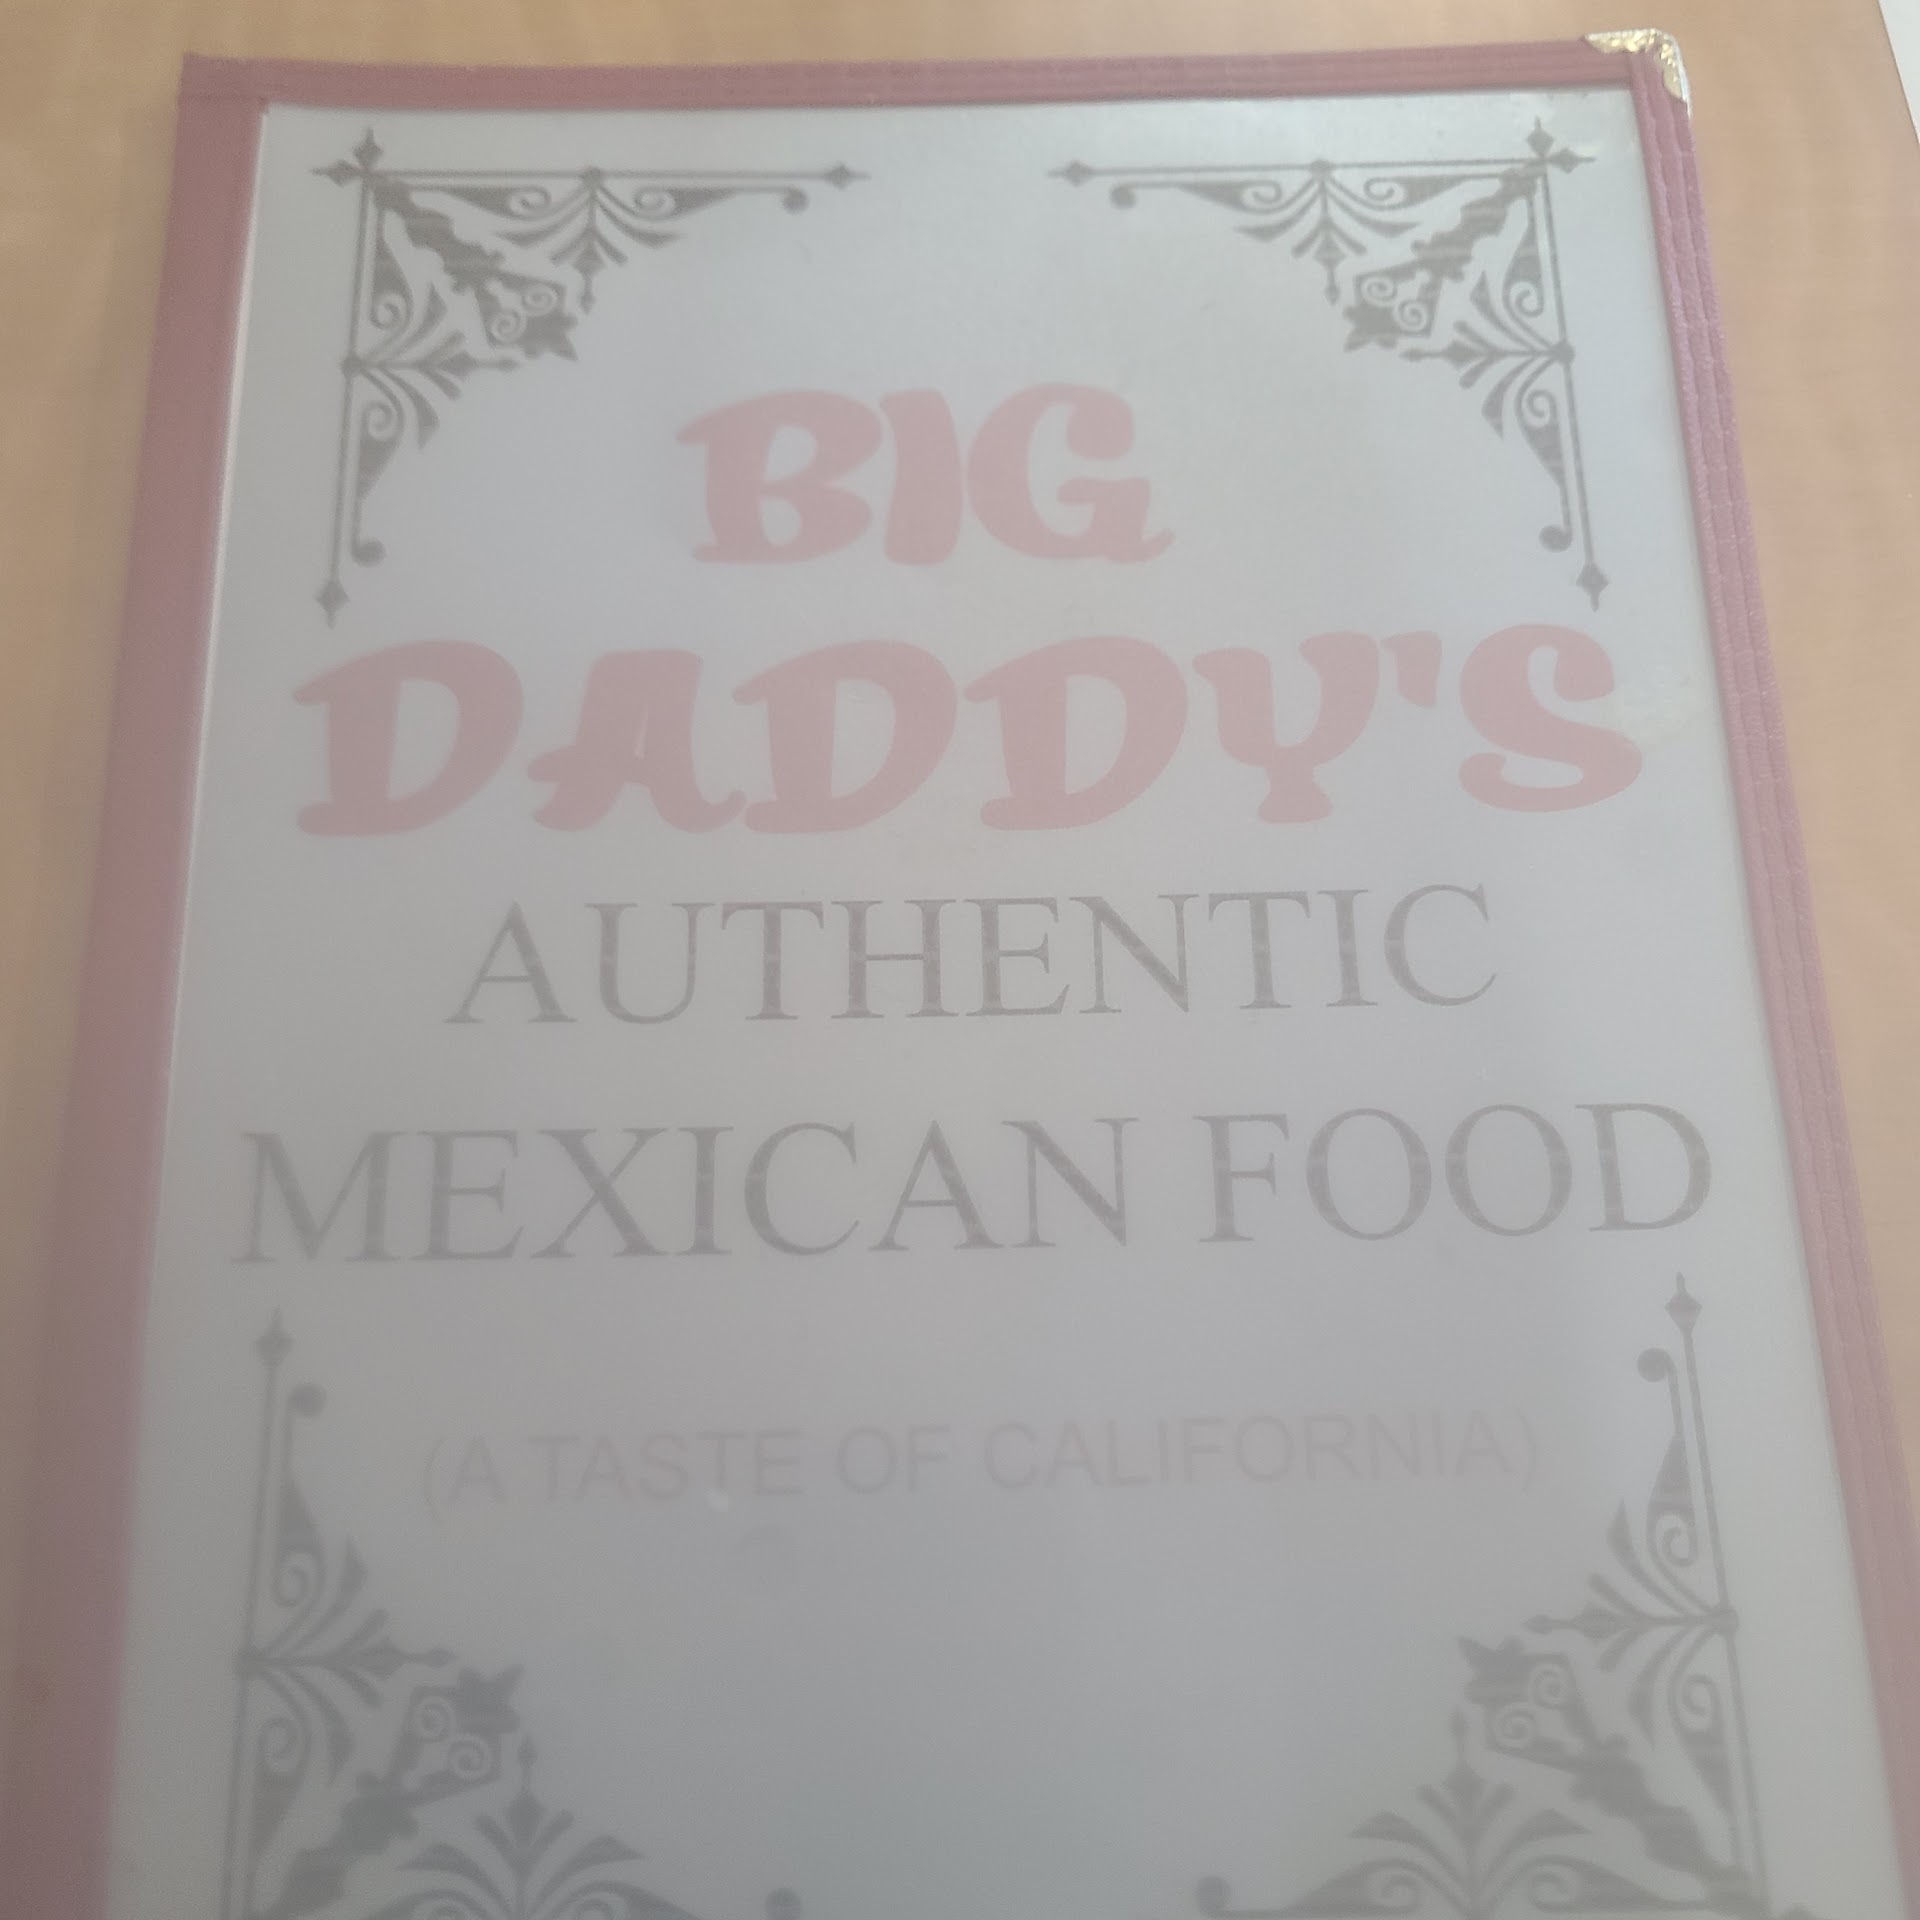 BIG
DADDY'S
AUTHENTIC
MEXICAN FOOD
(A TASTE OF CALIFORNIA)